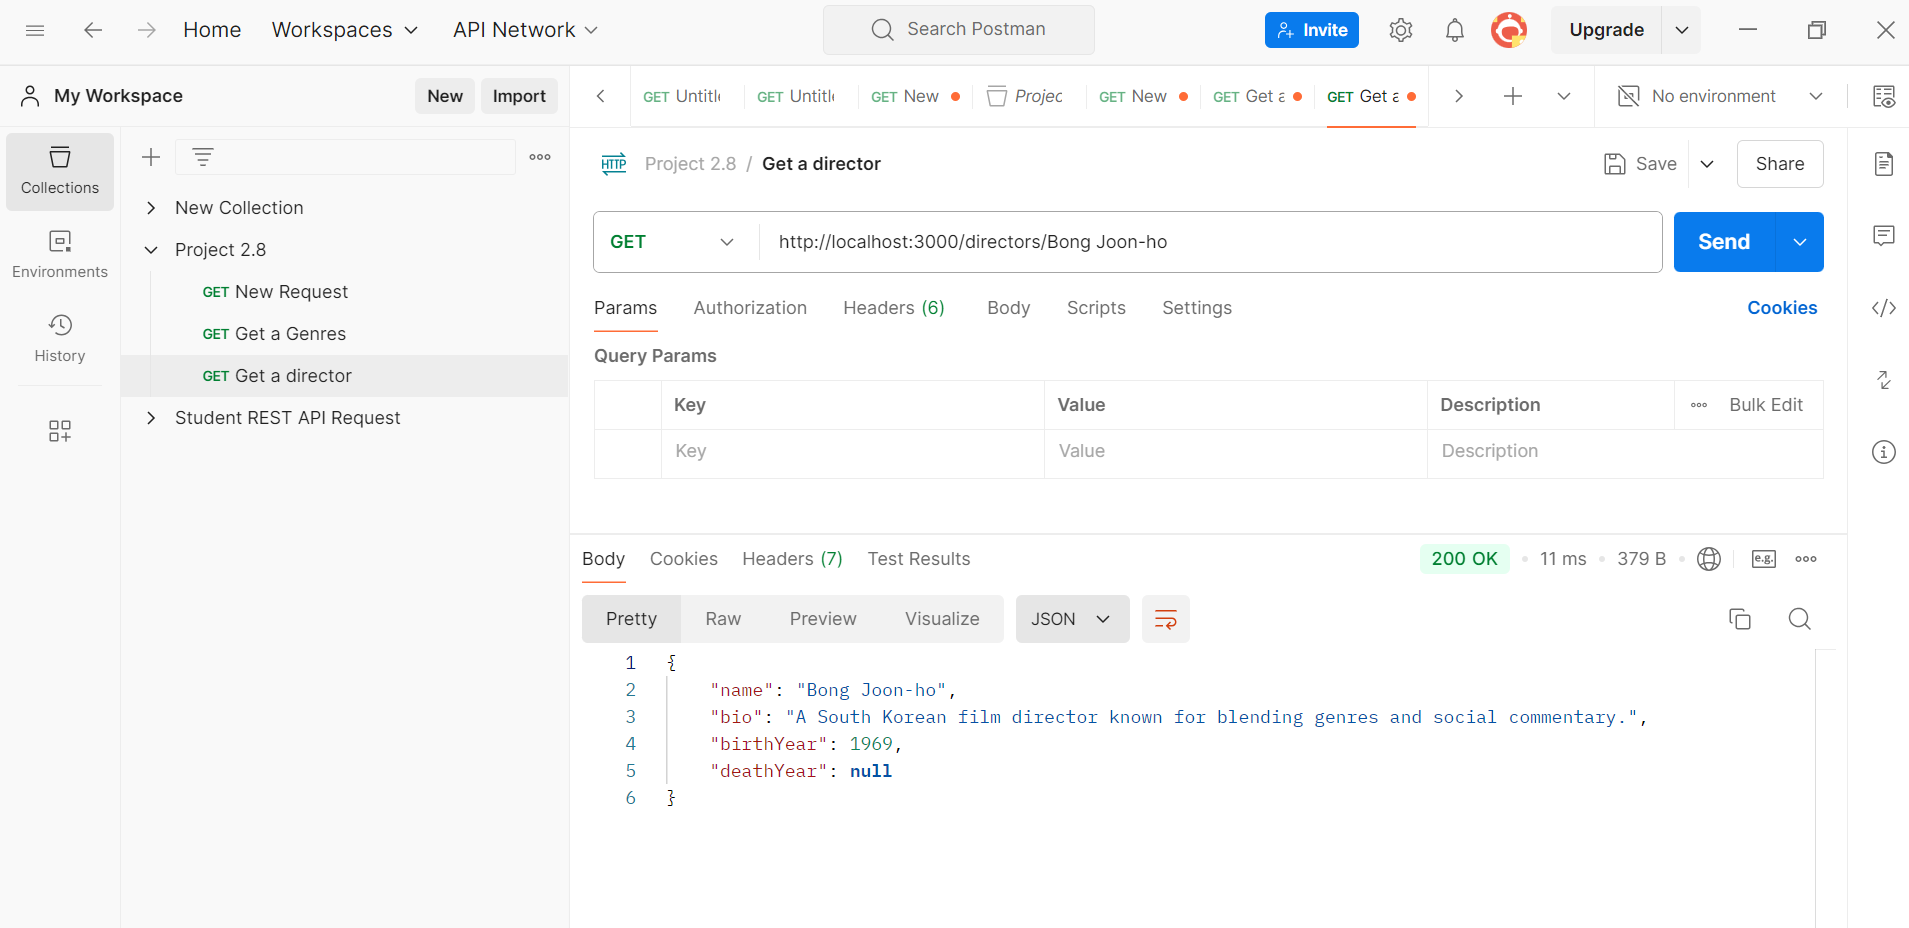 Home Workspaces API Network Search Postman Invite Upgrade
My Workspace New Import
GET Untitl GET Untitl GET New Projec GET New GET Get a GET Get a No environment
Collections
Environments
History
New Collection
Project 2.8
GET New Request
GET Get a Genres
GET Get a director
Student REST API Request
HTTP Project 2.8 / Get a director Save Share
GET http://localhost:3000/directors/Bong Joon-ho Send
Params Authorization Headers (6) Body Scripts Settings Cookies
Query Params
Key Value Description Bulk Edit
Key Value Description
Body Cookies Headers (7) Test Results 200 OK • 11 ms • 379 B • e.g.
Pretty Raw Preview Visualize JSON
1 {
2 "name": "Bong Joon-ho",
3 "bio": "A South Korean film director known for blending genres and social commentary.",
4 "birthYear": 1969,
5 "deathYear": null
6 }